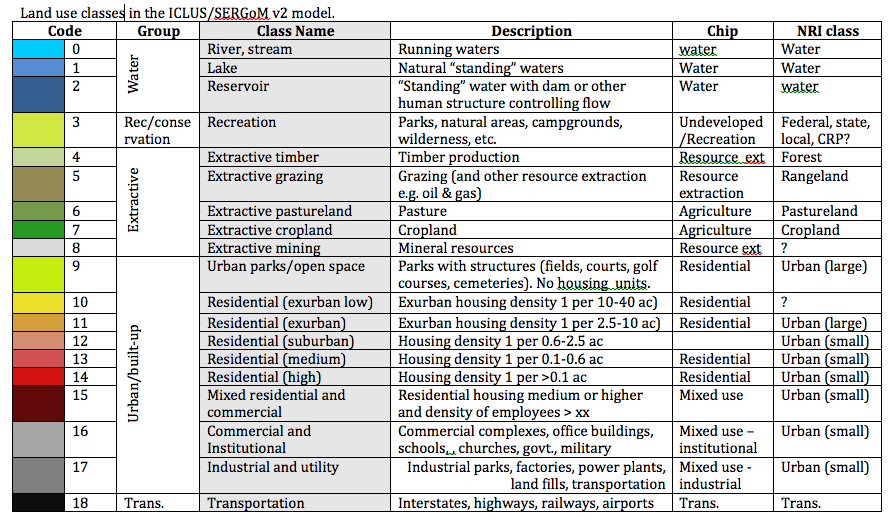 Land use classes in the ICLUS/SERGoM v2 model.
Code Group Class Name Description Chip NRI class
0 Water River, stream Running waters water Water
1 Lake Natural “standing” waters Water Water
2 Reservoir “Standing” water with dam or other Water water
human structure controlling flow
3 Rec/conse Recreation Parks, natural areas, campgrounds, Undeveloped Federal, state,
rvation wilderness, etc. /Recreation local, CRP?
4 Extractive Extractive timber Timber production Resource ext Forest
5 Extractive grazing Grazing (and other resource extraction Resource Rangeland
e.g. oil & gas) extraction
6 Extractive pastureland Pasture Agriculture Pastureland
7 Extractive cropland Cropland Agriculture Cropland
8 Extractive mining Mineral resources Resource ext ?
9 Urban/built-up Urban parks/open space Parks with structures (fields, courts, golf Residential Urban (large)
courses, cemeteries). No housing units.
10 Residential (exurban low) Exurban housing density 1 per 10-40 ac) Residential ?
11 Residential (exurban) Exurban housing density 1 per 2.5-10 ac) Residential Urban (large)
12 Residential (suburban) Housing density 1 per 0.6-2.5 ac Urban (small)
13 Residential (medium) Housing density 1 per 0.1-0.6 ac Residential Urban (small)
14 Residential (high) Housing density 1 per >0.1 ac Residential Urban (small)
15 Mixed residential and Residential housing medium or higher Mixed use Urban (small)
commercial and density of employees > xx
16 Commercial and Commercial complexes, office buildings, Mixed use – Urban (small)
Institutional schools,, churches, govt., military institutional
17 Industrial and utility Industrial parks, factories, power plants, Mixed use - Urban (small)
land fills, transportation industrial
18 Trans. Transportation Interstates, highways, railways, airports Trans. Trans.